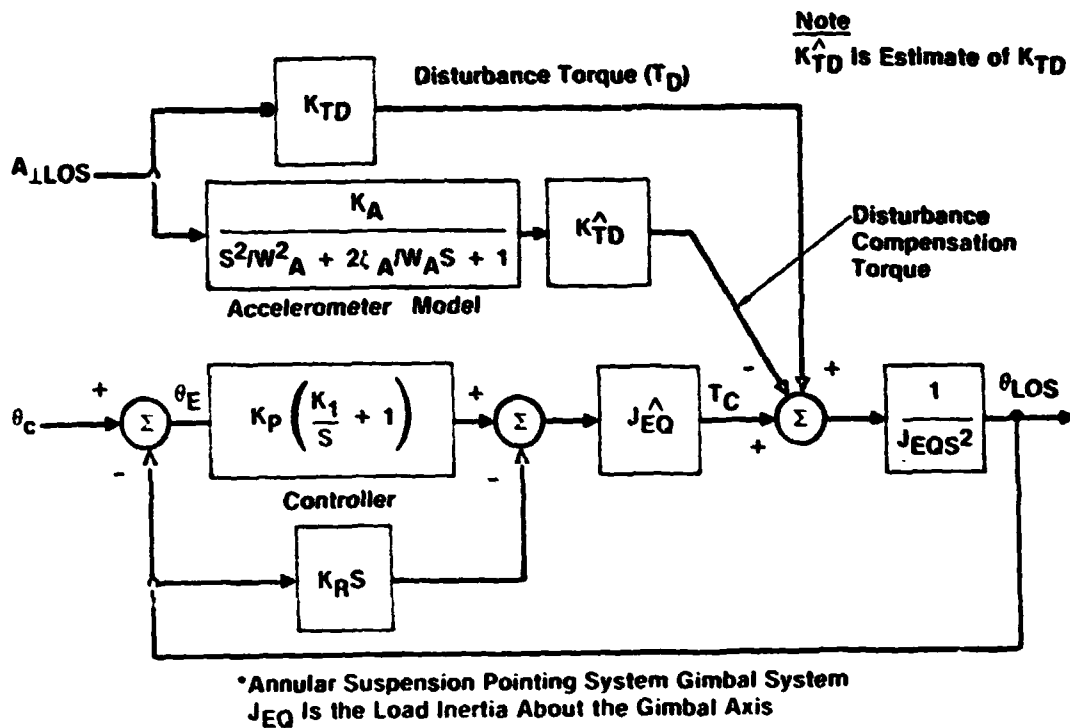 Note
K^TD is Estimate of KTD
Disturbance Torque (TD)
KTD
A⊥LOS
KA
S²/W²A + 2ζA/WAS + 1
Accelerometer Model
K^TD
Disturbance
Compensation
Torque
-
+
θc
+
Σ
-
θE
KP (K1/S + 1)
Controller
+
Σ
-
J^EQ
TC
+
Σ
1
JEQS²
θLOS
KRS
*Annular Suspension Pointing System Gimbal System
JEQ Is the Load Inertia About the Gimbal Axis